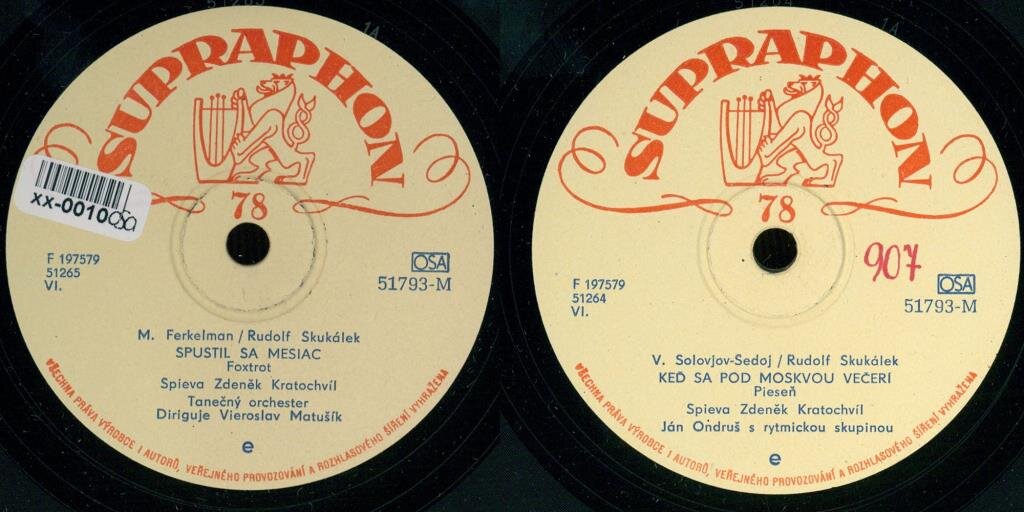 SUPRAPHON
78
xx-0010
OSA
F 197579
51265
VI.
OSA
51793-M
M. Ferkelman / Rudolf Skukálek
SPUSTIL SA MESIAC
Foxtrot
Spieva Zdeněk Kratochvíl
Tanečný orchester
Diriguje Vieroslav Matušík
e
VŠECHNA PRÁVA VÝROBCE I AUTORŮ, VEŘEJNÉHO PROVOZOVÁNÍ A ROZHLASOVÉHO ŠÍŘENÍ VYHRAŽENA
SUPRAPHON
78
907
F 197579
51264
VI.
OSA
51793-M
V. Solovjov-Sedoj / Rudolf Skukálek
KEĎ SA POD MOSKVOU VEČERÍ
Pieseň
Spieva Zdeněk Kratochvíl
Ján Ondruš s rytmickou skupinou
e
VŠECHNA PRÁVA VÝROBCE I AUTORŮ, VEŘEJNÉHO PROVOZOVÁNÍ A ROZHLASOVÉHO ŠÍŘENÍ VYHRAŽENA